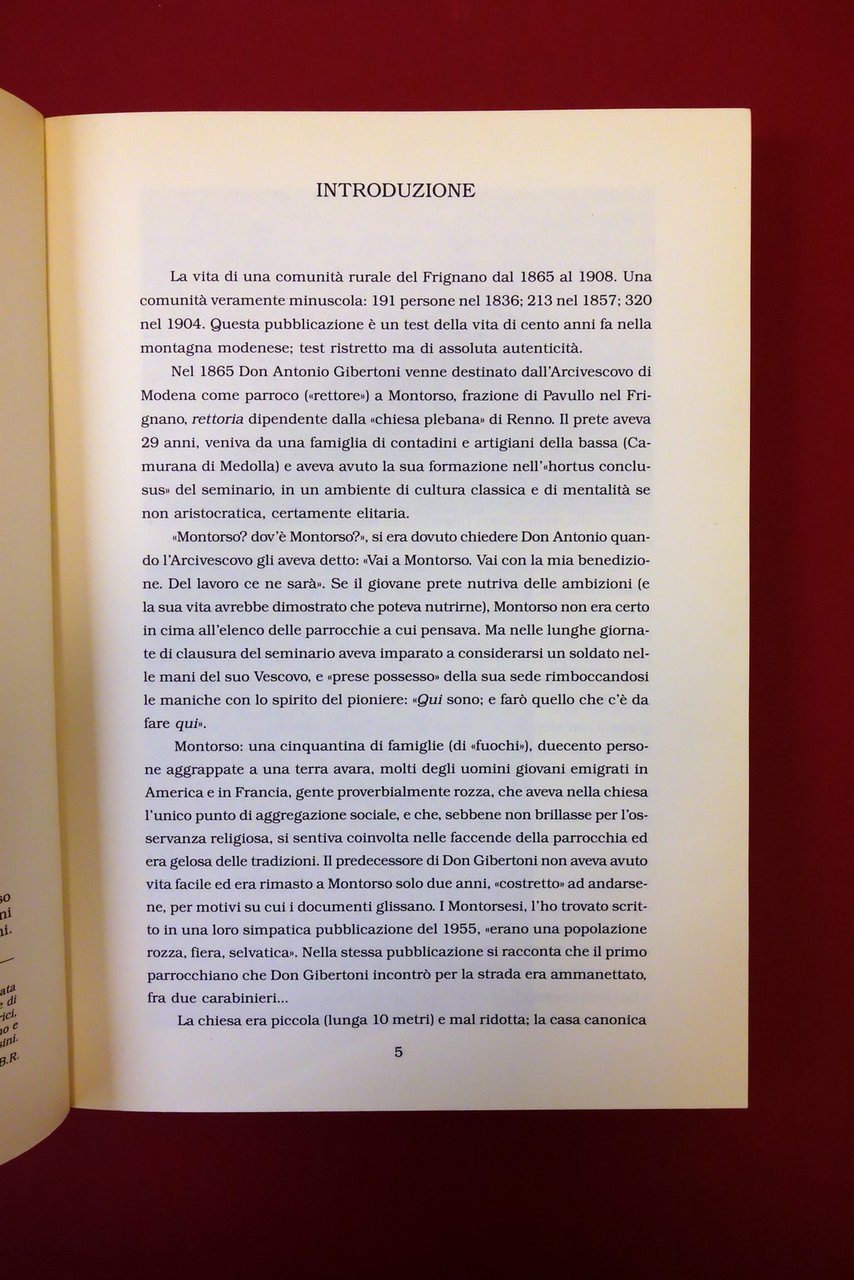 so
ni
ni.
ata
e di
rici,
no e
sini.
B.R.
INTRODUZIONE
La vita di una comunità rurale del Frignano dal 1865 al 1908. Una
comunità veramente minuscola: 191 persone nel 1836; 213 nel 1857; 320
nel 1904. Questa pubblicazione è un test della vita di cento anni fa nella
montagna modenese; test ristretto ma di assoluta autenticità.
Nel 1865 Don Antonio Gibertoni venne destinato dall'Arcivescovo di
Modena come parroco («rettore») a Montorso, frazione di Pavullo nel Fri-
gnano, rettoria dipendente dalla «chiesa plebana» di Renno. Il prete aveva
29 anni, veniva da una famiglia di contadini e artigiani della bassa (Ca-
murana di Medolla) e aveva avuto la sua formazione nell'«hortus conclu-
sus» del seminario, in un ambiente di cultura classica e di mentalità se
non aristocratica, certamente elitaria.
«Montorso? dov'è Montorso?», si era dovuto chiedere Don Antonio quan-
do l'Arcivescovo gli aveva detto: «Vai a Montorso. Vai con la mia benedizio-
ne. Del lavoro ce ne sarà». Se il giovane prete nutriva delle ambizioni (e
la sua vita avrebbe dimostrato che poteva nutrirne), Montorso non era certo
in cima all'elenco delle parrocchie a cui pensava. Ma nelle lunghe giorna-
te di clausura del seminario aveva imparato a considerarsi un soldato nel-
le mani del suo Vescovo, e «prese possesso» della sua sede rimboccandosi
le maniche con lo spirito del pioniere: «Qui sono; e farò quello che c'è da
fare qui».
Montorso: una cinquantina di famiglie (di «fuochi»), duecento perso-
ne aggrappate a una terra avara, molti degli uomini giovani emigrati in
America e in Francia, gente proverbialmente rozza, che aveva nella chiesa
l'unico punto di aggregazione sociale, e che, sebbene non brillasse per l'os-
servanza religiosa, si sentiva coinvolta nelle faccende della parrocchia ed
era gelosa delle tradizioni. Il predecessore di Don Gibertoni non aveva avuto
vita facile ed era rimasto a Montorso solo due anni, «costretto» ad andarse-
ne, per motivi su cui i documenti glissano. I Montorsesi, l'ho trovato scrit-
to in una loro simpatica pubblicazione del 1955, «erano una popolazione
rozza, fiera, selvatica». Nella stessa pubblicazione si racconta che il primo
parrocchiano che Don Gibertoni incontrò per la strada era ammanettato,
fra due carabinieri...
La chiesa era piccola (lunga 10 metri) e mal ridotta; la casa canonica
5